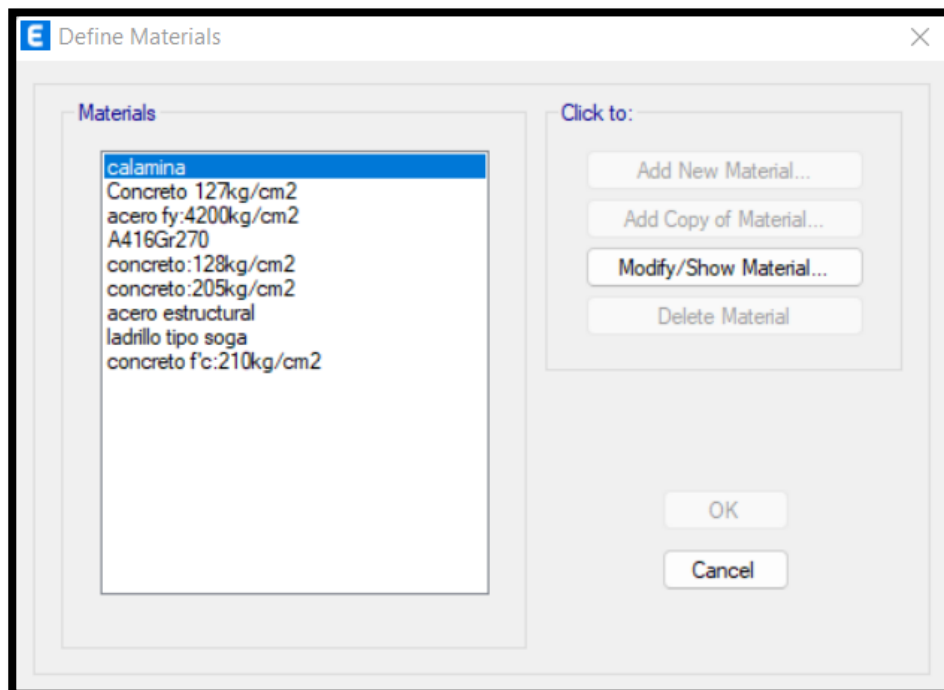 E Define Materials
Materials
calamina
Concreto 127kg/cm2
acero fy:4200kg/cm2
A416Gr270
concreto:128kg/cm2
concreto:205kg/cm2
acero estructural
ladrillo tipo soga
concreto f'c:210kg/cm2
Click to:
Add New Material...
Add Copy of Material...
Modify/Show Material...
Delete Material
OK
Cancel